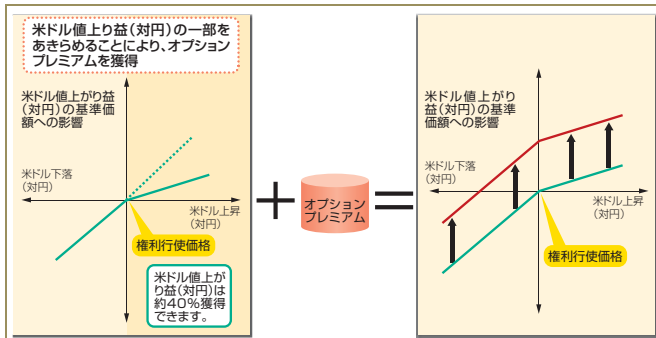 米ドル値上り益(対円)の一部を
あきらめることにより、オプション
プレミアムを獲得
米ドル値上がり益
(対円)の基準価
額への影響
米ドル下落
(対円)
米ドル上昇
(対円)
権利行使価格
米ドル値上が
り益(対円)は
約40%獲得
できます。
オプション
プレミアム
米ドル値上がり
益(対円)の基準
価額への影響
米ドル下落
(対円)
米ドル上昇
(対円)
権利行使価格